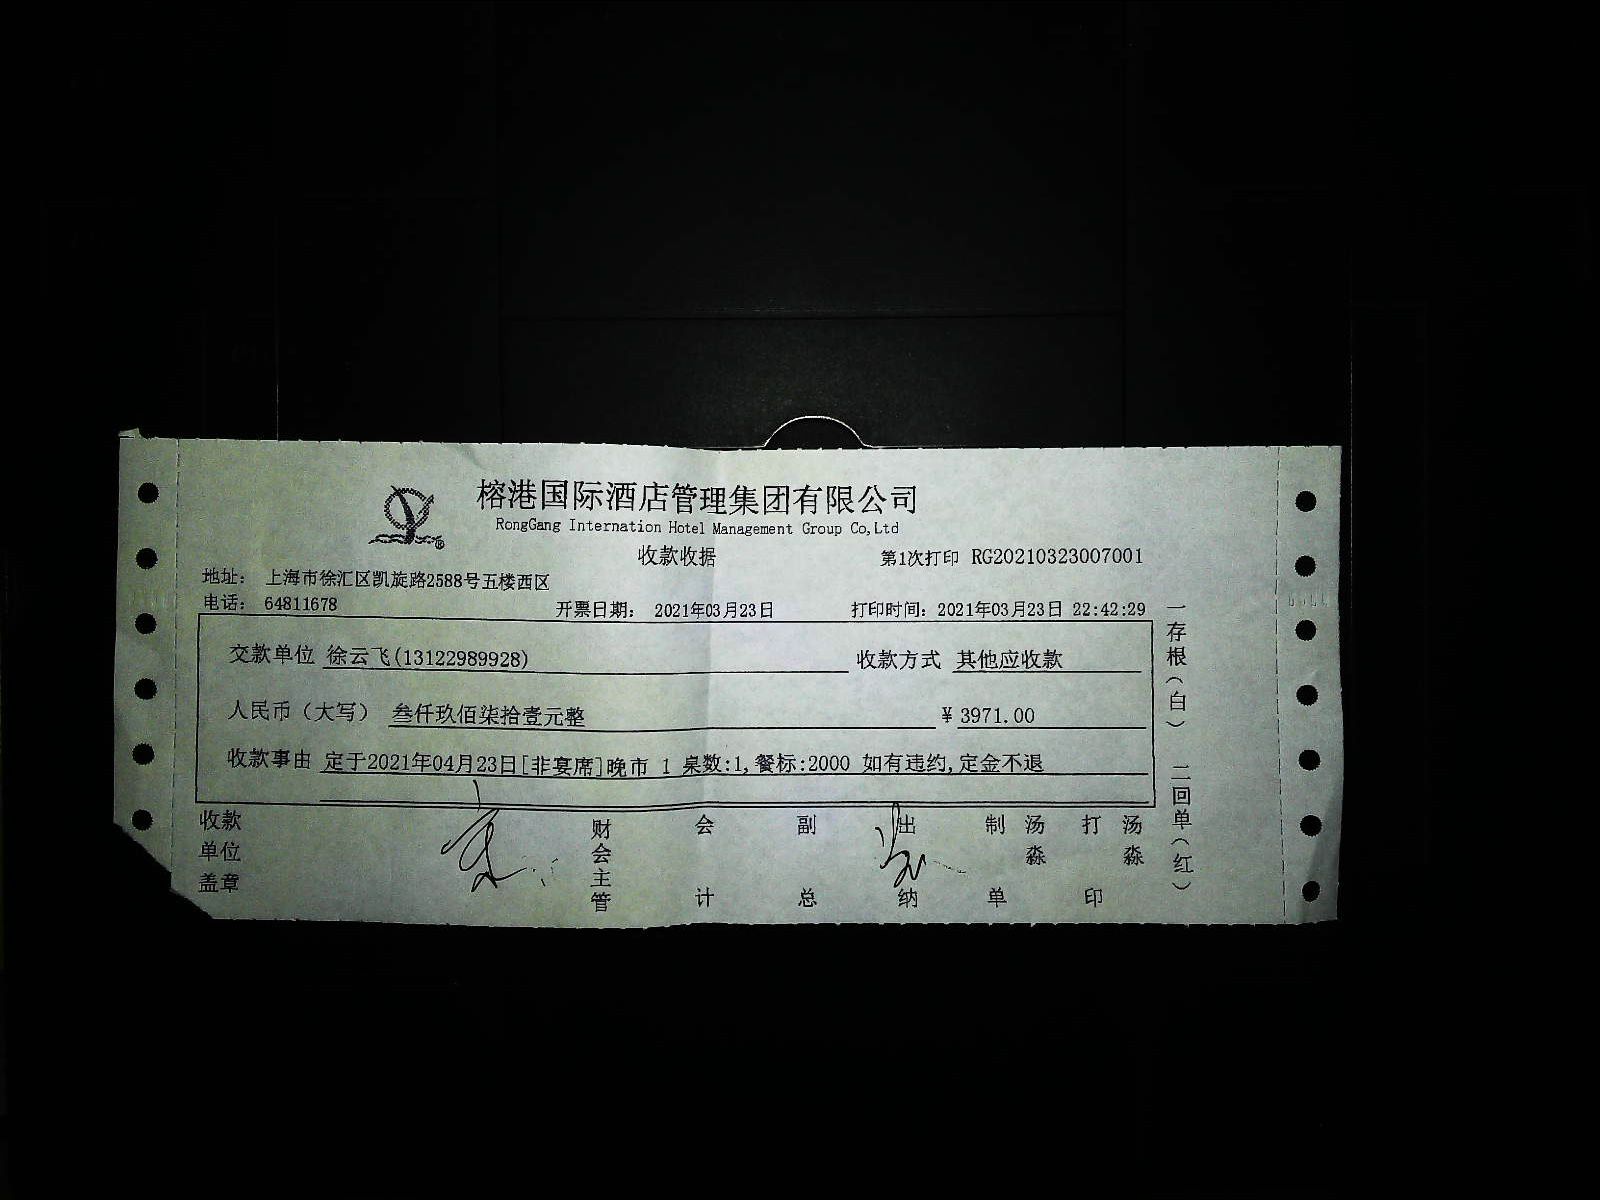 榕港国际酒店管理集团有限公司
RongGang Internation Hotel Management Group Co,Ltd
收款收据
第1次打印 RG20210323007001
地址： 上海市徐汇区凯旋路2588号五楼西区
电话： 64811678
开票日期： 2021年03月23日
打印时间：2021年03月23日 22:42:29
交款单位 徐云飞(13122989928)
收款方式 其他应收款
人民币（大写） 叁仟玖佰柒拾壹元整
¥ 3971.00
收款事由 定于2021年04月23日[非宴席]晚市 1 桌数:1,餐标:2000 如有违约,定金不退
收款单位盖章
财会主管
会计
副总
出纳
制单
汤淼
打印
汤淼
一存根（白） 二回单（红）